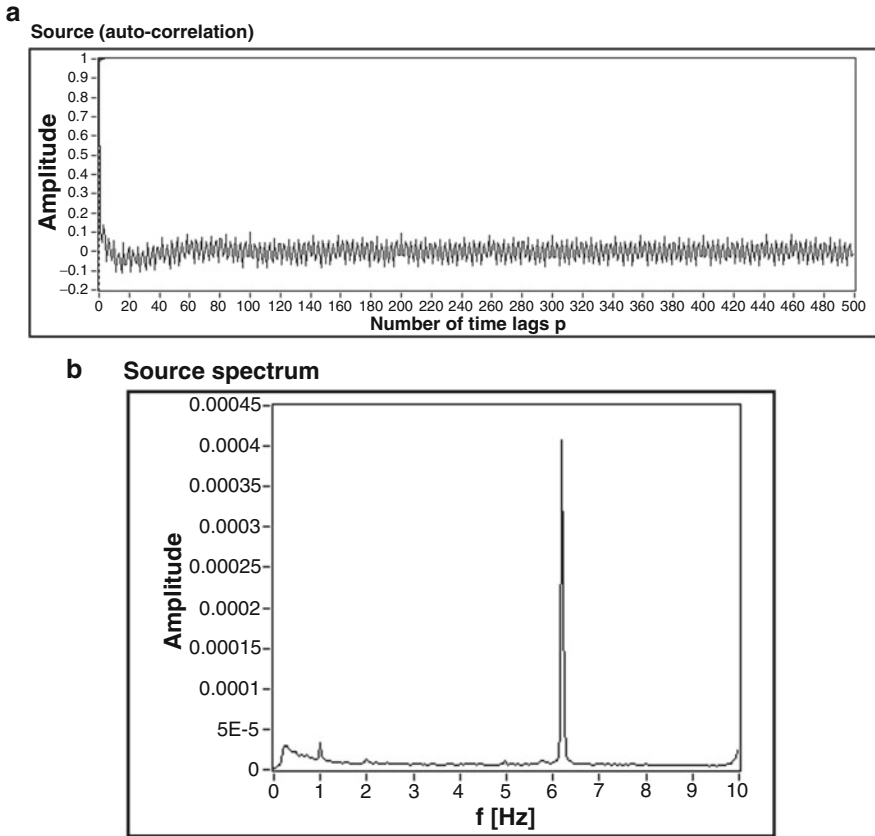 a
Source (auto-correlation)
1
0.9
0.8
0.7
0.6
0.5
0.4
0.3
0.2
0.1
0
−0.1
−0.2
Amplitude
0 20 40 60 80 100 120 140 160 180 200 220 240 260 280 300 320 340 360 380 400 420 440 460 480 500
Number of time lags p
b Source spectrum
0.00045
0.0004
0.00035
0.0003
0.00025
0.0002
0.00015
0.0001
5E-5
0
Amplitude
0 1 2 3 4 5 6 7 8 9 10
f [Hz]